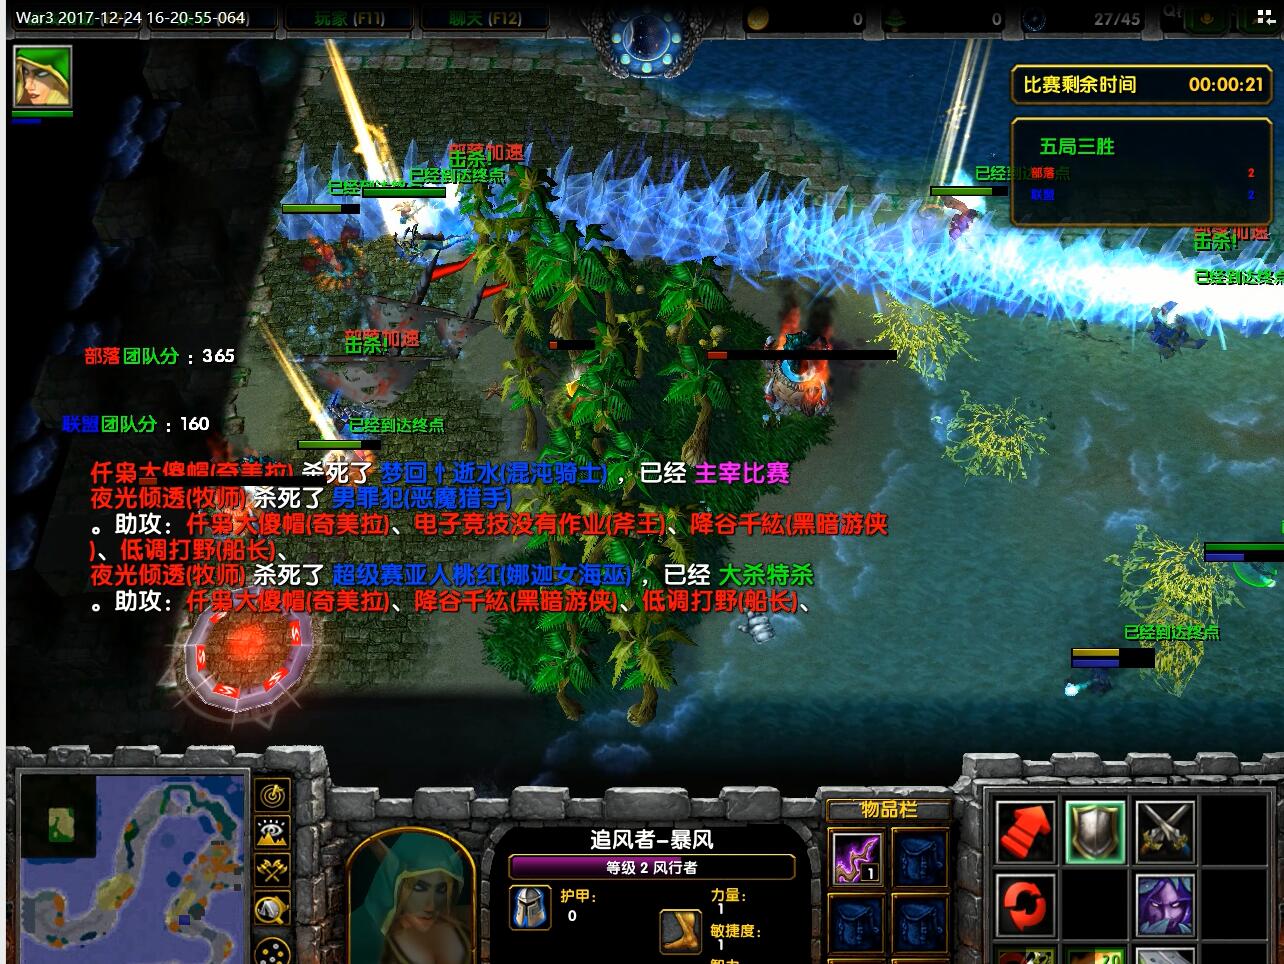 War3 2017-12-24 16-20-55-064
玩家 (F11)
聊天 (F12)
0
0
27/45
比赛剩余时间 00:00:21
五局三胜
部落 2
联盟 2
部落加速
击杀!
已经到达终点
已经到达终点
击杀!
已经到达终点
部落加速
击杀!
部落团队分 : 365
联盟团队分 : 160
已经到达终点
仟枭大傻帽(奇美拉) 杀死了 梦回忄逝水(混沌骑士) ，已经 主宰比赛
夜光倾透(牧师) 杀死了 男罪犯(恶魔猎手)
。助攻：仟枭大傻帽(奇美拉)、电子竞技没有作业(斧王)、降谷千紘(黑暗游侠
)、低调打野(船长)、
夜光倾透(牧师) 杀死了 超级赛亚人桃红(娜迦女海巫) ，已经 大杀特杀
。助攻：仟枭大傻帽(奇美拉)、降谷千紘(黑暗游侠)、低调打野(船长)、
已经到达终点
追风者-暴风
等级 2 风行者
护甲:
0
力量:
1
敏捷度:
1
物品栏
1
20